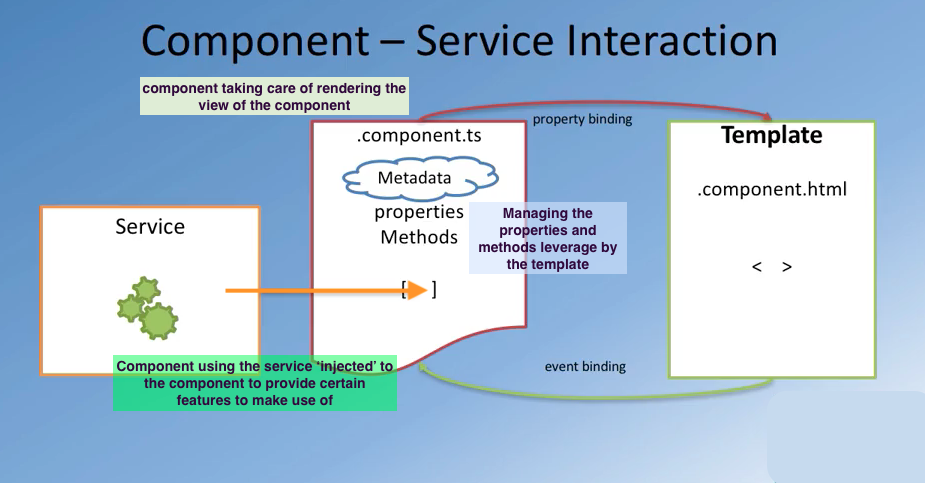 Component – Service Interaction
component taking care of rendering the
view of the component
property binding
.component.ts
Metadata
properties
Methods
[ ]
Managing the
properties and
methods leverage by
the template
Template
.component.html
< >
Service
Component using the service 'injected' to
the component to provide certain
features to make use of
event binding